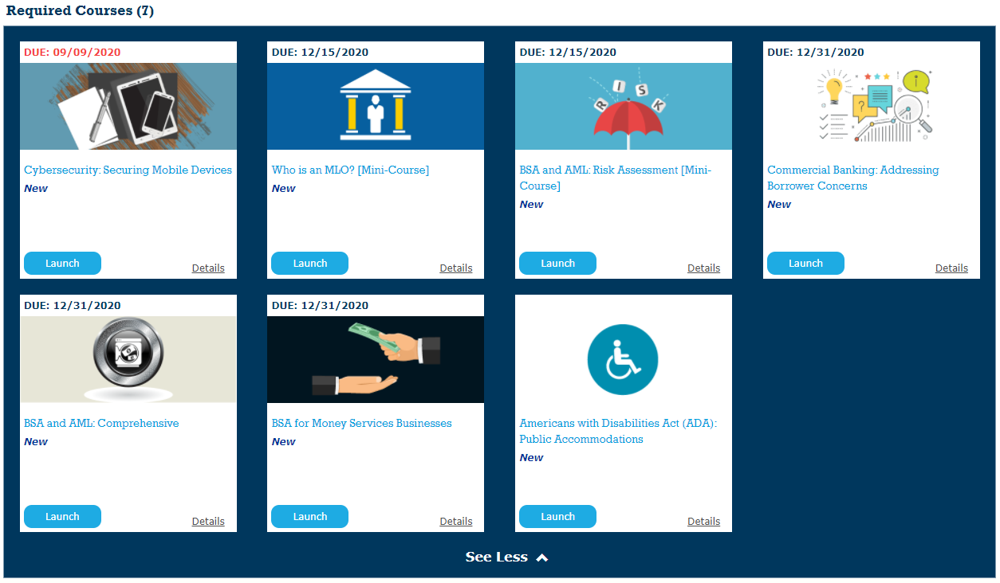 Required Courses (7)
DUE: 09/09/2020
Cybersecurity: Securing Mobile Devices
New
Launch
Details
DUE: 12/15/2020
Who is an MLO? [Mini-Course]
New
Launch
Details
DUE: 12/15/2020
R I S K
BSA and AML: Risk Assessment [Mini-
Course]
New
Launch
Details
DUE: 12/31/2020
?
i
Commercial Banking: Addressing
Borrower Concerns
New
Launch
Details
DUE: 12/31/2020
BSA and AML: Comprehensive
New
Launch
Details
DUE: 12/31/2020
BSA for Money Services Businesses
New
Launch
Details
Americans with Disabilities Act (ADA):
Public Accommodations
New
Launch
Details
See Less